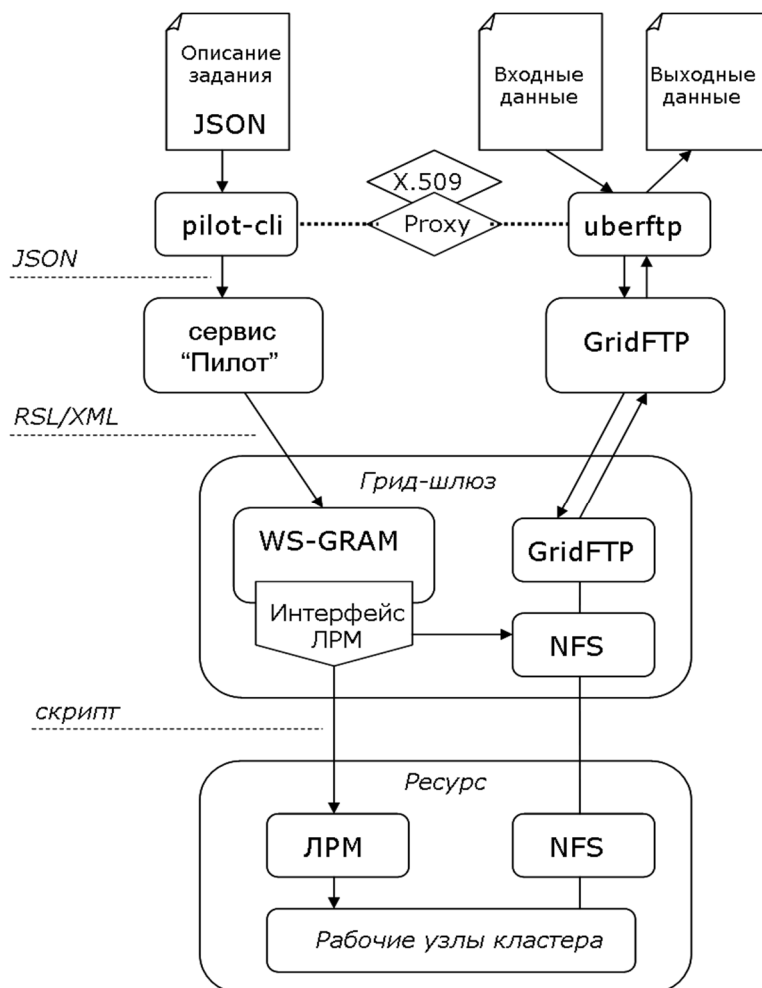 Описание
задания
JSON
Входные
данные
Выходные
данные
X.509
Proxy
pilot-cli
uberftp
JSON
сервис
“Пилот”
GridFTP
RSL/XML
Грид-шлюз
WS-GRAM
GridFTP
Интерфейс
ЛРМ
NFS
скрипт
Ресурс
ЛРМ
NFS
Рабочие узлы кластера